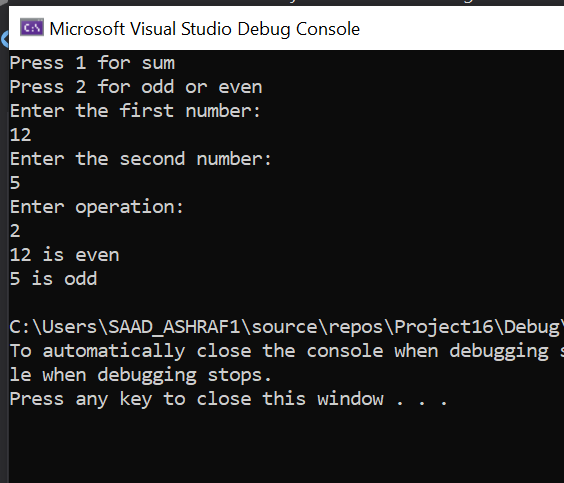 Microsoft Visual Studio Debug Console
Press 1 for sum
Press 2 for odd or even
Enter the first number:
12
Enter the second number:
5
Enter operation:
2
12 is even
5 is odd
C:\Users\SAAD_ASHRAF1\source\repos\Project16\Debug\
To automatically close the console when debugging s
le when debugging stops.
Press any key to close this window . . .